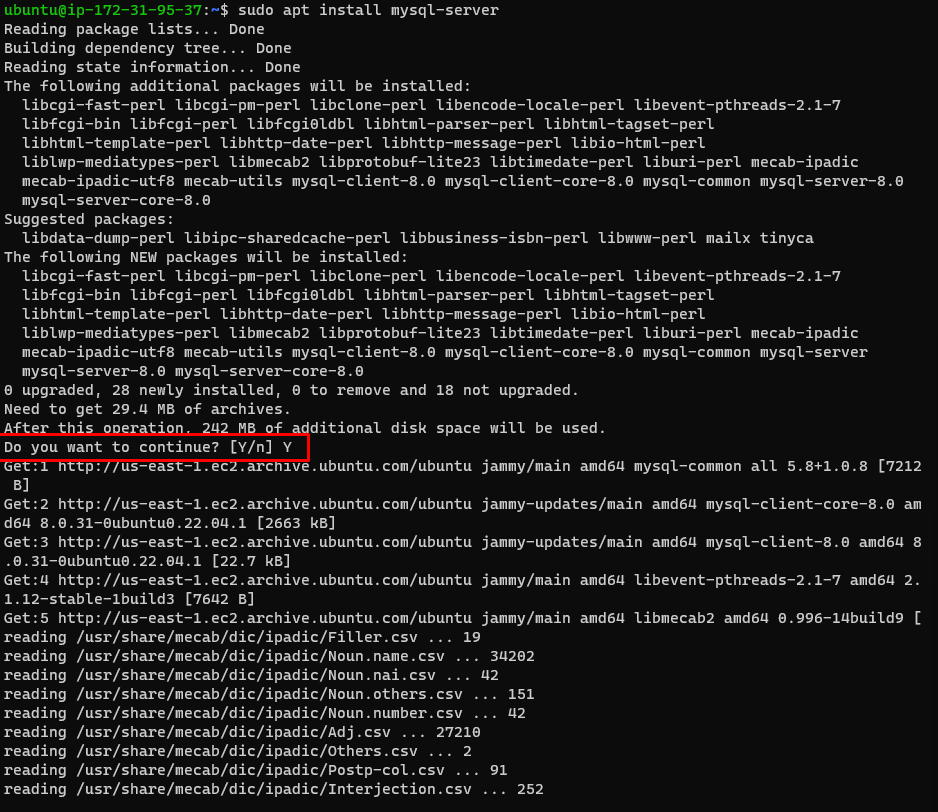 ubuntu@ip-172-31-95-37:~$ sudo apt install mysql-server
Reading package lists... Done
Building dependency tree... Done
Reading state information... Done
The following additional packages will be installed:
  libcgi-fast-perl libcgi-pm-perl libclone-perl libencode-locale-perl libevent-pthreads-2.1-7
  libfcgi-bin libfcgi-perl libfcgi0ldbl libhtml-parser-perl libhtml-tagset-perl
  libhtml-template-perl libhttp-date-perl libhttp-message-perl libio-html-perl
  liblwp-mediatypes-perl libmecab2 libprotobuf-lite23 libtimedate-perl liburi-perl mecab-ipadic
  mecab-ipadic-utf8 mecab-utils mysql-client-8.0 mysql-client-core-8.0 mysql-common mysql-server-8.0
  mysql-server-core-8.0
Suggested packages:
  libdata-dump-perl libipc-sharedcache-perl libbusiness-isbn-perl libwww-perl mailx tinyca
The following NEW packages will be installed:
  libcgi-fast-perl libcgi-pm-perl libclone-perl libencode-locale-perl libevent-pthreads-2.1-7
  libfcgi-bin libfcgi-perl libfcgi0ldbl libhtml-parser-perl libhtml-tagset-perl
  libhtml-template-perl libhttp-date-perl libhttp-message-perl libio-html-perl
  liblwp-mediatypes-perl libmecab2 libprotobuf-lite23 libtimedate-perl liburi-perl mecab-ipadic
  mecab-ipadic-utf8 mecab-utils mysql-client-8.0 mysql-client-core-8.0 mysql-common mysql-server
  mysql-server-8.0 mysql-server-core-8.0
0 upgraded, 28 newly installed, 0 to remove and 18 not upgraded.
Need to get 29.4 MB of archives.
After this operation, 242 MB of additional disk space will be used.
Do you want to continue? [Y/n] Y
Get:1 http://us-east-1.ec2.archive.ubuntu.com/ubuntu jammy/main amd64 mysql-common all 5.8+1.0.8 [7212
 B]
Get:2 http://us-east-1.ec2.archive.ubuntu.com/ubuntu jammy-updates/main amd64 mysql-client-core-8.0 am
d64 8.0.31-0ubuntu0.22.04.1 [2663 kB]
Get:3 http://us-east-1.ec2.archive.ubuntu.com/ubuntu jammy-updates/main amd64 mysql-client-8.0 amd64 8
.0.31-0ubuntu0.22.04.1 [22.7 kB]
Get:4 http://us-east-1.ec2.archive.ubuntu.com/ubuntu jammy/main amd64 libevent-pthreads-2.1-7 amd64 2.
1.12-stable-1build3 [7642 B]
Get:5 http://us-east-1.ec2.archive.ubuntu.com/ubuntu jammy/main amd64 libmecab2 amd64 0.996-14build9 [
reading /usr/share/mecab/dic/ipadic/Filler.csv ... 19
reading /usr/share/mecab/dic/ipadic/Noun.name.csv ... 34202
reading /usr/share/mecab/dic/ipadic/Noun.nai.csv ... 42
reading /usr/share/mecab/dic/ipadic/Noun.others.csv ... 151
reading /usr/share/mecab/dic/ipadic/Noun.number.csv ... 42
reading /usr/share/mecab/dic/ipadic/Adj.csv ... 27210
reading /usr/share/mecab/dic/ipadic/Others.csv ... 2
reading /usr/share/mecab/dic/ipadic/Postp-col.csv ... 91
reading /usr/share/mecab/dic/ipadic/Interjection.csv ... 252